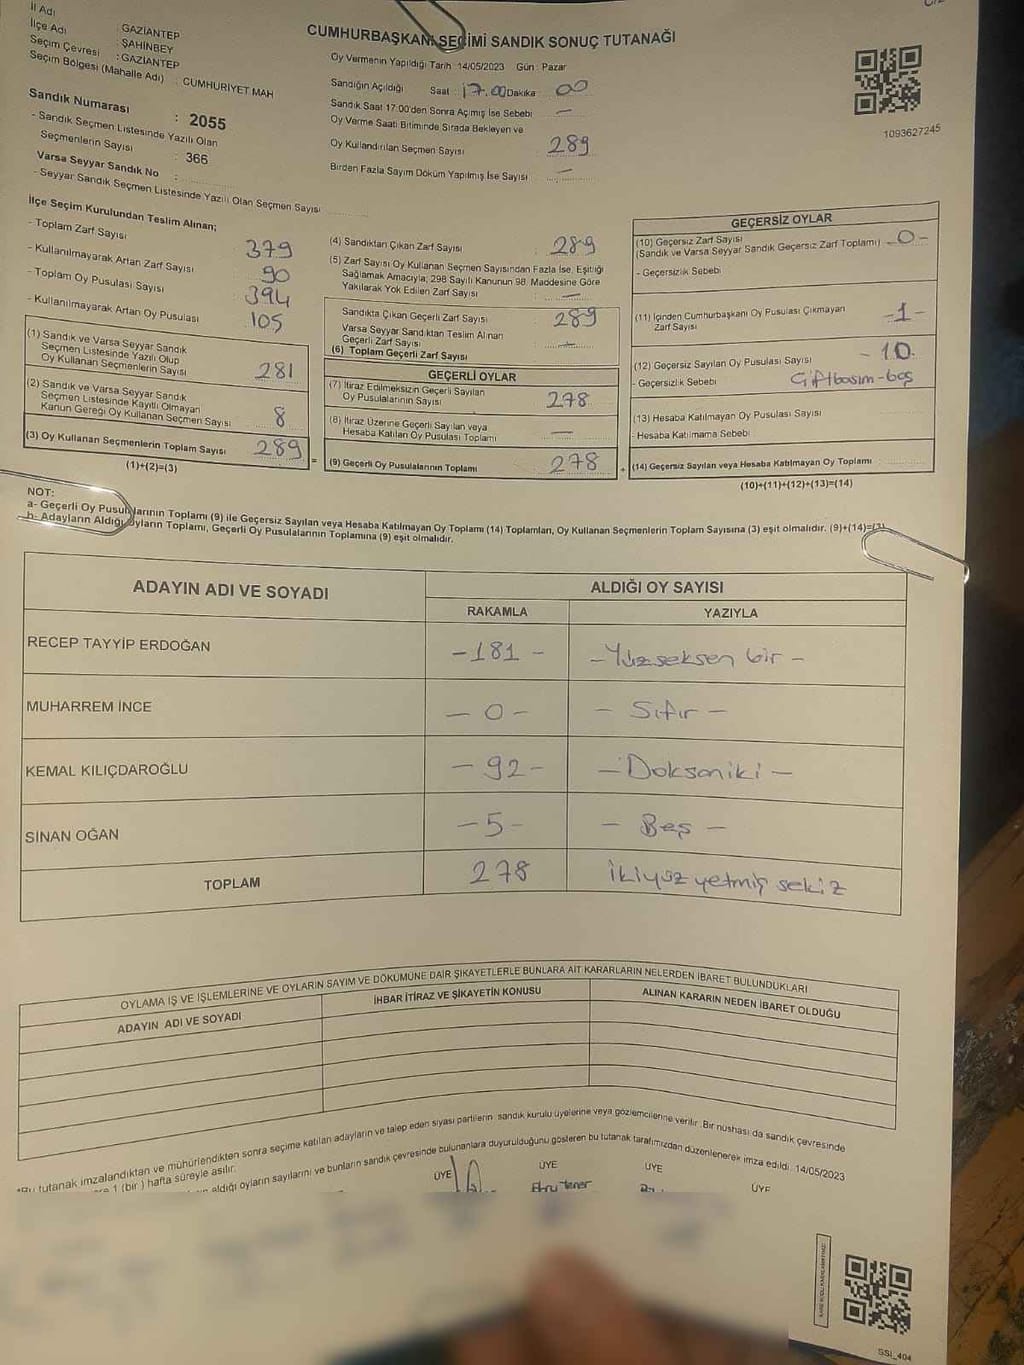 İl Adı
İlçe Adı : GAZİANTEP
Seçim Çevresi : ŞAHİNBEY
Seçim Bölgesi (Mahalle Adı) : GAZİANTEP
: CUMHURİYET MAH
Sandık Numarası : 2055
- Sandık Seçmen Listesinde Yazılı Olan
Seçmenlerin Sayısı : 366
Varsa Seyyar Sandık No :
- Seyyar Sandık Seçmen Listesinde Yazılı Olan Seçmen Sayısı
CUMHURBAŞKANI SEÇİMİ SANDIK SONUÇ TUTANAĞI
Oy Vermenin Yapıldığı Tarih :14/05/2023 Gün : Pazar
Sandığın Açıldığı Saat : 17.00 Dakika : 00
Sandık Saat 17:00'den Sonra Açılmış İse Sebebi : —
Oy Verme Saati Bitiminde Sırada Bekleyen ve
Oy Kullandırılan Seçmen Sayısı : 289
Birden Fazla Sayım Döküm Yapılmış İse Sayısı : —
1093627245
İlçe Seçim Kurulundan Teslim Alınan;
- Toplam Zarf Sayısı : 379
- Kullanılmayarak Artan Zarf Sayısı : 90
- Toplam Oy Pusulası Sayısı : 394
- Kullanılmayarak Artan Oy Pusulası : 105
(1) Sandık ve Varsa Seyyar Sandık
Seçmen Listesinde Yazılı Olup
Oy Kullanan Seçmenlerin Sayısı : 281
(2) Sandık ve Varsa Seyyar Sandık
Seçmen Listesinde Kayıtlı Olmayan
Kanun Gereği Oy Kullanan Seçmen Sayısı : 8
(3) Oy Kullanan Seçmenlerin Toplam Sayısı : 289
(1)+(2)=(3)
(4) Sandıktan Çıkan Zarf Sayısı : 289
(5) Zarf Sayısı Oy Kullanan Seçmen Sayısından Fazla İse, Eşitliği
Sağlamak Amacıyla; 298 Sayılı Kanunun 98. Maddesine Göre
Yakılarak Yok Edilen Zarf Sayısı : —
Sandıkta Çıkan Geçerli Zarf Sayısı : 289
Varsa Seyyar Sandıktan Teslim Alınan
Geçerli Zarf Sayısı : —
(6) Toplam Geçerli Zarf Sayısı
GEÇERLİ OYLAR
(7) İtiraz Edilmeksizin Geçerli Sayılan
Oy Pusulalarının Sayısı : 278
(8) İtiraz Üzerine Geçerli Sayılan veya
Hesaba Katılan Oy Pusulası Toplamı : —
(9) Geçerli Oy Pusulalarının Toplamı : 278
GEÇERSİZ OYLAR
(10) Geçersiz Zarf Sayısı
(Sandık ve Varsa Seyyar Sandık Geçersiz Zarf Toplamı) -0-
- Geçersizlik Sebebi
(11) İçinden Cumhurbaşkanı Oy Pusulası Çıkmayan
Zarf Sayısı -1-
(12) Geçersiz Sayılan Oy Pusulası Sayısı - 10.
- Geçersizlik Sebebi : Çiftbasım-boş
(13) Hesaba Katılmayan Oy Pusulası Sayısı
- Hesaba Katılmama Sebebi
(14) Geçersiz Sayılan veya Hesaba Katılmayan Oy Toplamı
(10)+(11)+(12)+(13)=(14)
NOT:
a- Geçerli Oy Pusulalarının Toplamı (9) ile Geçersiz Sayılan veya Hesaba Katılmayan Oy Toplamı (14) Toplamları, Oy Kullanan Seçmenlerin Toplam Sayısına (3) eşit olmalıdır. (9)+(14)=(3)
b- Adayların Aldığı Oyların Toplamı, Geçerli Oy Pusulalarının Toplamına (9) eşit olmalıdır.
ADAYIN ADI VE SOYADI ALDIĞI OY SAYISI
RAKAMLA YAZIYLA
RECEP TAYYİP ERDOĞAN -181- -Yüzseksen bir-
MUHARREM İNCE -0- - Sıfır -
KEMAL KILIÇDAROĞLU -92- - Doksaniki -
SİNAN OĞAN -5- - Beş -
TOPLAM 278 ikiyüz yetmiş sekiz
OYLAMA İŞ VE İŞLEMLERİNE VE OYLARIN SAYIM VE DÖKÜMÜNE DAİR ŞİKAYETLERLE BUNLARA AİT KARARLARIN NELERDEN İBARET BULUNDUKLARI
ADAYIN ADI VE SOYADI İHBAR İTİRAZ VE ŞİKAYETİN KONUSU ALINAN KARARIN NEDEN İBARET OLDUĞU
*Bu tutanak imzalandıktan ve mühürlendikten sonra seçime katılan adayların ve talep eden siyasi partilerin sandık kurulu üyelerine veya gözlemcilerine verilir. Bir nüshası da sandık çevresinde
1 (bir) hafta süreyle asılır.
aldığı oyların sayılarını ve bunların sandık çevresinde bulunanlara duyurulduğunu gösteren bu tutanak tarafımızdan düzenlenerek imza edildi. 14/05/2023
ÜYE ÜYE ÜYE ÜYE
Ebru Taner
SSİ_404